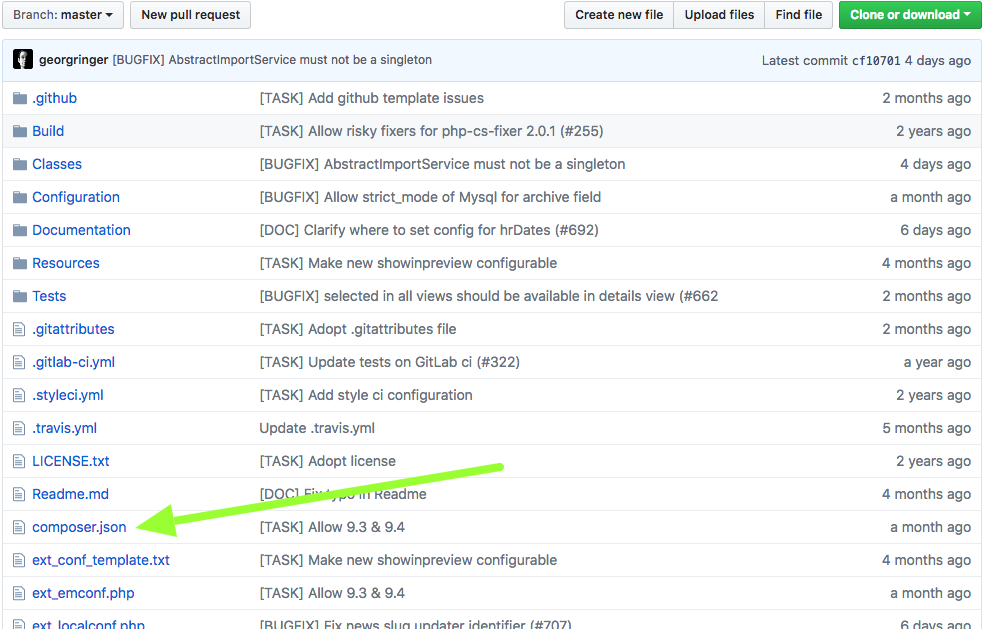 Branch: master New pull request Create new file Upload files Find file Clone or download
georgringer [BUGFIX] AbstractImportService must not be a singleton Latest commit cf10701 4 days ago
.github [TASK] Add github template issues 2 months ago
Build [TASK] Allow risky fixers for php-cs-fixer 2.0.1 (#255) 2 years ago
Classes [BUGFIX] AbstractImportService must not be a singleton 4 days ago
Configuration [BUGFIX] Allow strict_mode of Mysql for archive field a month ago
Documentation [DOC] Clarify where to set config for hrDates (#692) 6 days ago
Resources [TASK] Make new showinpreview configurable 4 months ago
Tests [BUGFIX] selected in all views should be available in details view (#662 2 months ago
.gitattributes [TASK] Adopt .gitattributes file 2 months ago
.gitlab-ci.yml [TASK] Update tests on GitLab ci (#322) a year ago
.styleci.yml [TASK] Add style ci configuration 2 years ago
.travis.yml Update .travis.yml 5 months ago
LICENSE.txt [TASK] Adopt license 2 years ago
Readme.md [DOC] Fix typo in Readme 4 months ago
composer.json [TASK] Allow 9.3 & 9.4 a month ago
ext_conf_template.txt [TASK] Make new showinpreview configurable 4 months ago
ext_emconf.php [TASK] Allow 9.3 & 9.4 a month ago
ext_localconf.php [BUGFIX] Fix news slug updater identifier (#707) 6 days ago